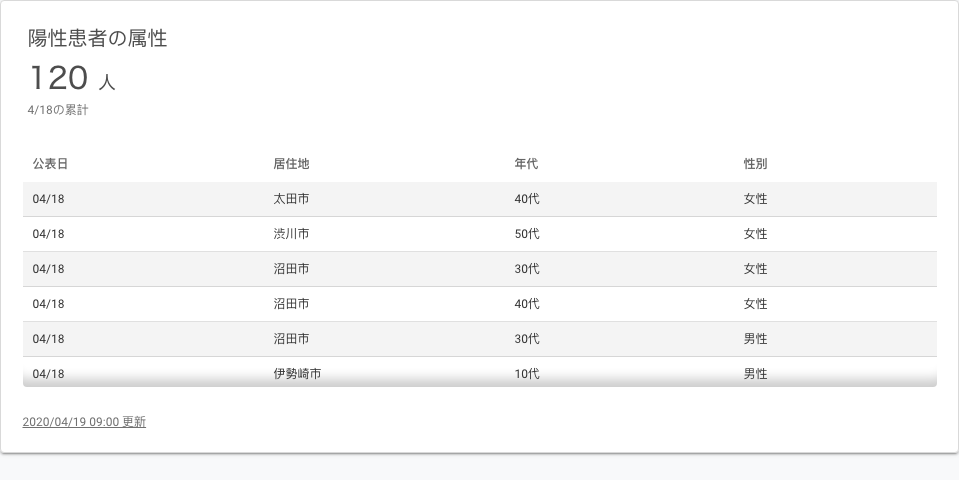 陽性患者の属性
120 人
4/18の累計
公表日 居住地 年代 性別
04/18 太田市 40代 女性
04/18 渋川市 50代 女性
04/18 沼田市 30代 女性
04/18 沼田市 40代 女性
04/18 沼田市 30代 男性
04/18 伊勢崎市 10代 男性
2020/04/19 09:00 更新